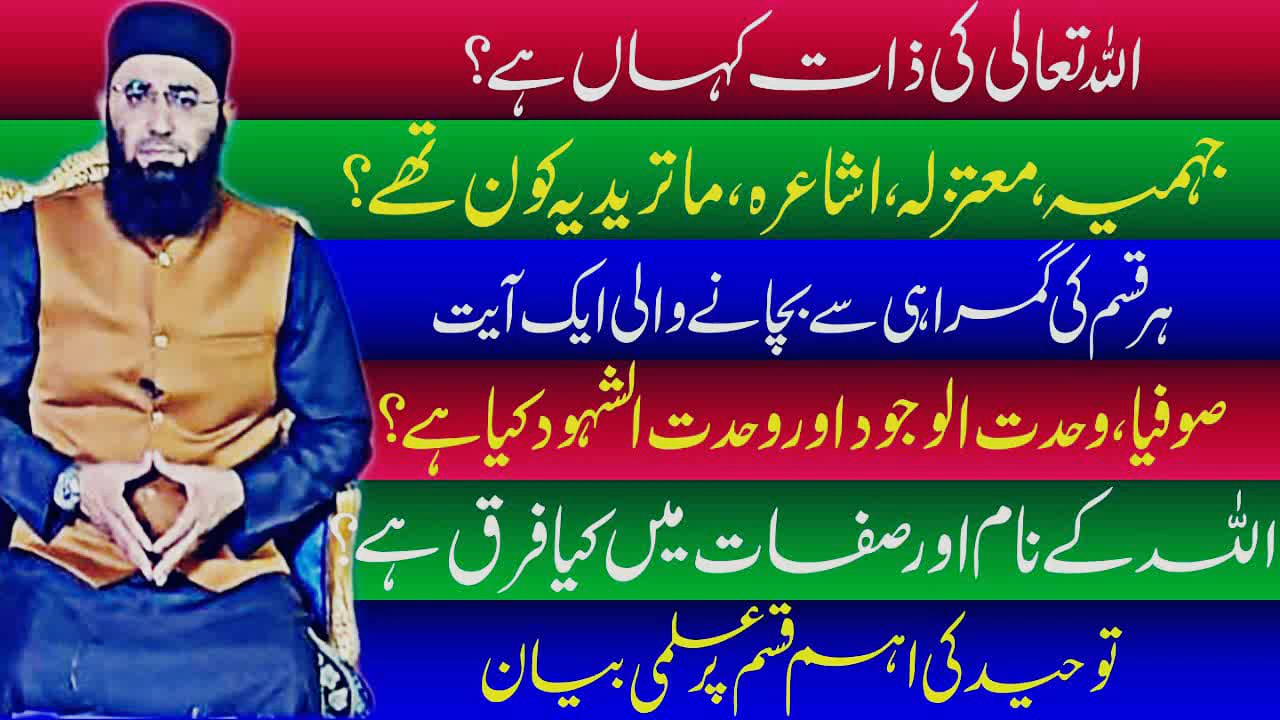 اللہ تعالی کی ذات کہاں ہے؟
جہمیہ، معتزلہ، اشاعرہ، ماتریدیہ کون تھے؟
ہر قسم کی گمراہی سے بچانے والی ایک آیت
صوفیا، وحدت الوجود اور وحدت الشہود کیا ہے؟
اللہ کے نام اور صفات میں کیا فرق ہے؟
توحید کی اہم قسم پر علمی بیان